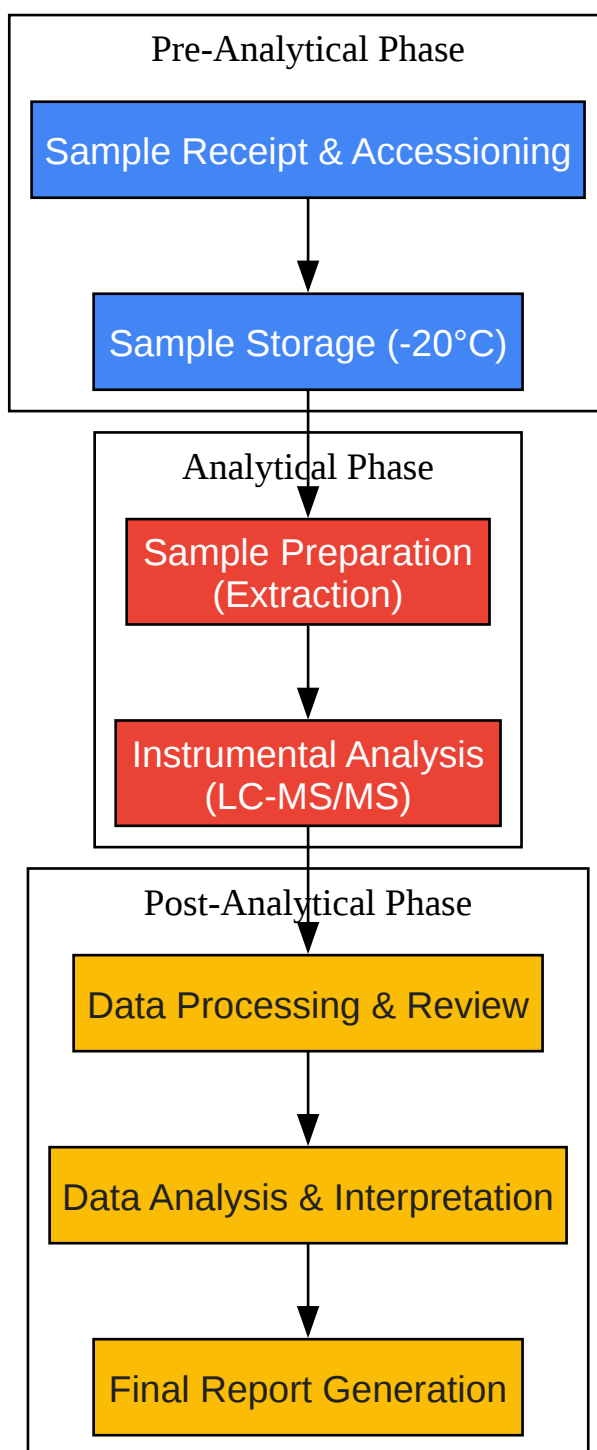 Pre-Analytical Phase
Sample Receipt & Accessioning
Sample Storage (-20°C)
Analytical Phase
Sample Preparation
(Extraction)
Instrumental Analysis
(LC-MS/MS)
Post-Analytical Phase
Data Processing & Review
Data Analysis & Interpretation
Final Report Generation